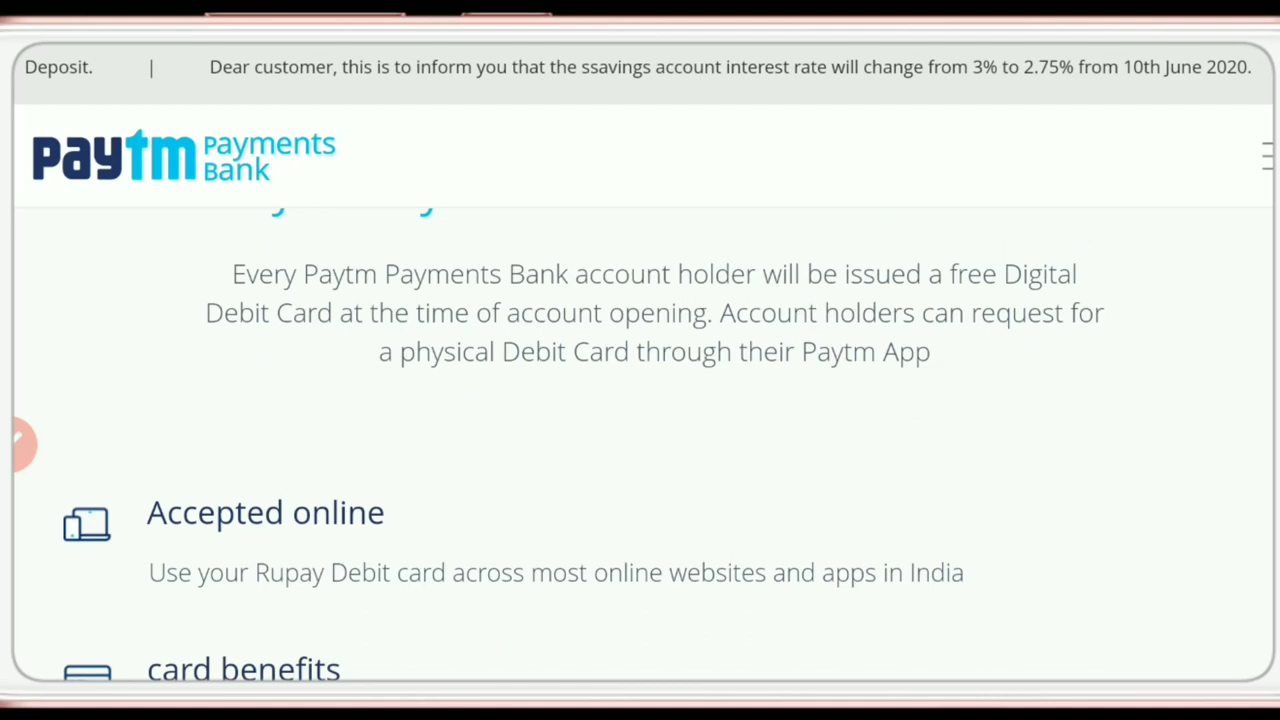 Deposit. | Dear customer, this is to inform you that the ssavings account interest rate will change from 3% to 2.75% from 10th June 2020.
paytm Payments
Bank
Every Paytm Payments Bank account holder will be issued a free Digital
Debit Card at the time of account opening. Account holders can request for
a physical Debit Card through their Paytm App
Accepted online
Use your Rupay Debit card across most online websites and apps in India
card benefits